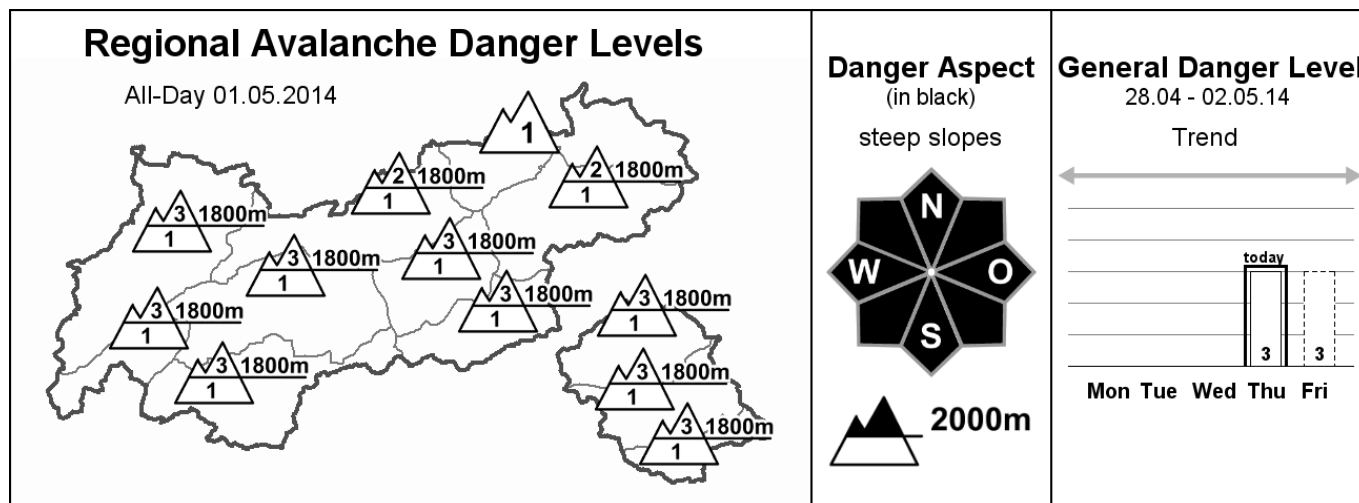 Regional Avalanche Danger Levels
All-Day 01.05.2014
1
2 1800m
1
2 1800m
1
3 1800m
1
3 1800m
1
3 1800m
1
3 1800m
1
3 1800m
1
3 1800m
1
3 1800m
1
3 1800m
1
3 1800m
1
Danger Aspect
(in black)
steep slopes
N
W
O
S
2000m
General Danger Level
28.04 - 02.05.14
Trend
today
3
3
Mon Tue Wed Thu Fri